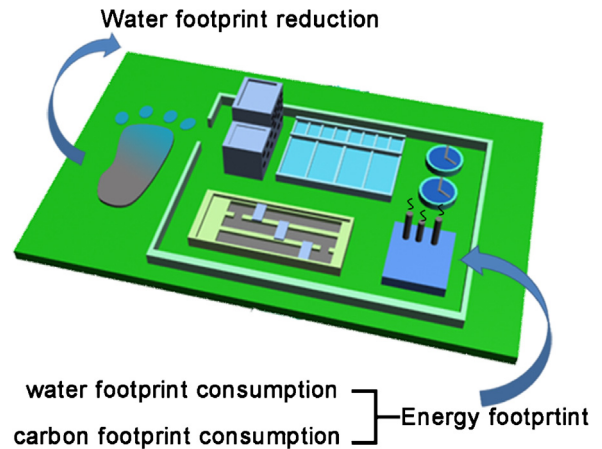 Water footprint reduction
water footprint consumption
Energy footprtint
carbon footprint consumption